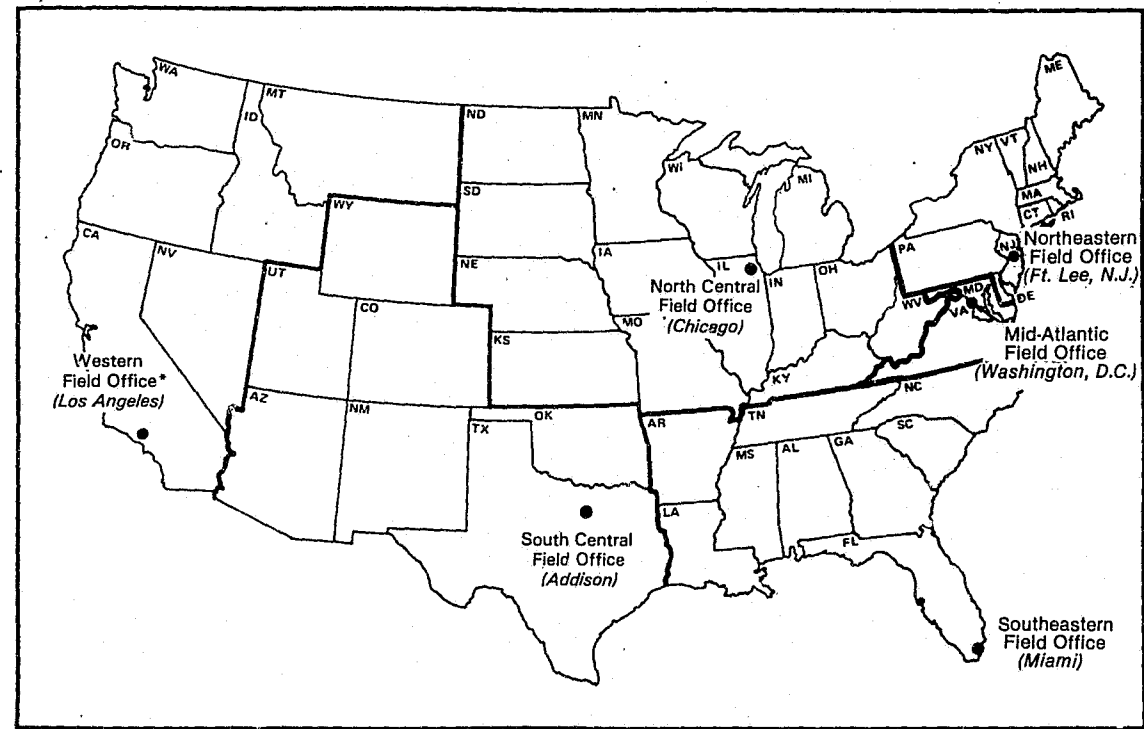 WA
MT
ID
OR
ND
MN
SD
WI
MI
ME
NY
VT
NH
MA
CT
RI
WY
CA
NV
UT
NE
IA
IL
IN
OH
PA
NJ
Northeastern
Field Office
(Ft. Lee, N.J.)
North Central
Field Office
(Chicago)
CO
KS
MO
KY
WV
VA
MD
DE
Mid-Atlantic
Field Office
(Washington, D.C.)
Western
Field Office*
(Los Angeles)
AZ
NM
TX
OK
AR
TN
NC
SC
MS
AL
GA
LA
FL
South Central
Field Office
(Addison)
Southeastern
Field Office
(Miami)